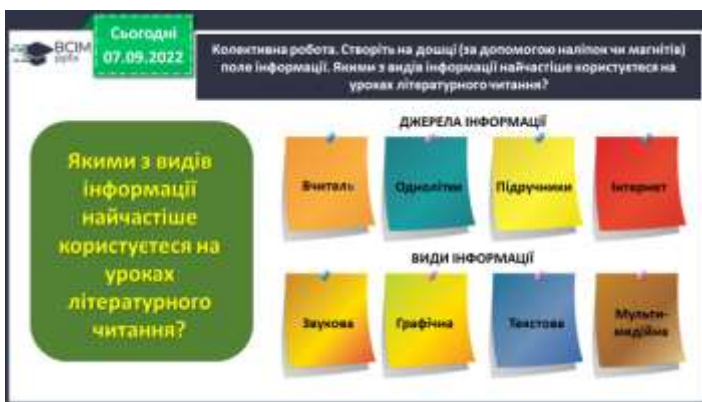 Сьогодні
07.09.2022
ВСІМ
pptx
Колективна робота. Створіть на дошці (за допомогою наліпок чи магнітів)
поле інформації. Якими з видів інформації найчастіше користуєтеся на
уроках літературного читання?
Якими з видів
інформації
найчастіше
користуєтеся на
уроках
літературного
читання?
ДЖЕРЕЛА ІНФОРМАЦІЇ
Вчитель
Однолітки
Підручники
Інтернет
ВИДИ ІНФОРМАЦІЇ
Звукова
Графічна
Текстова
Мульти-
медійна